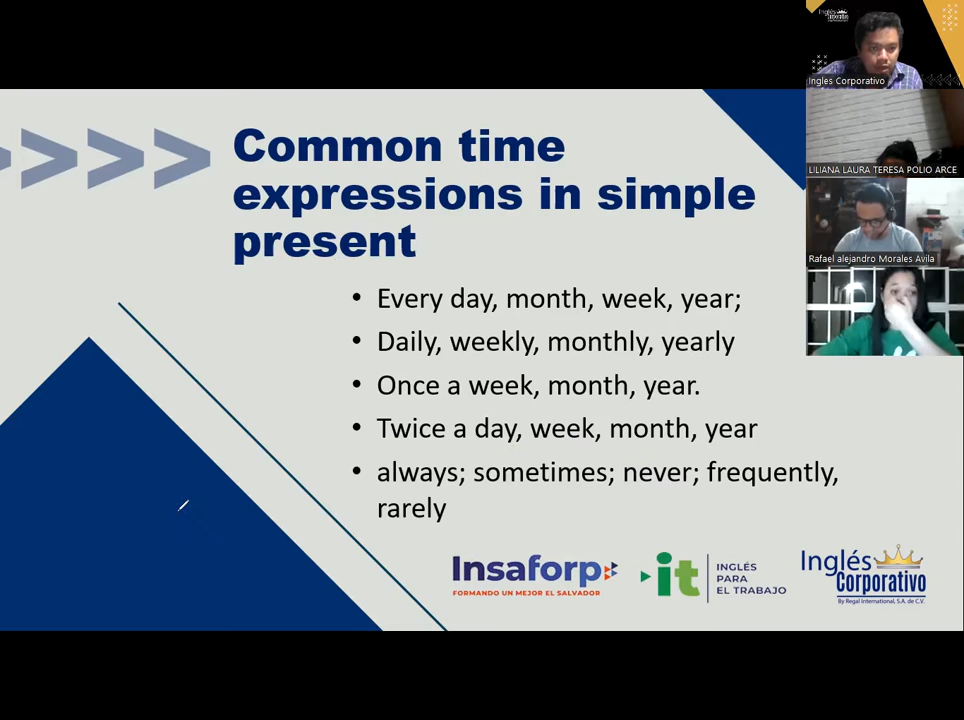 Common time
expressions in simple
present
• Every day, month, week, year;
• Daily, weekly, monthly, yearly
• Once a week, month, year.
• Twice a day, week, month, year
• always; sometimes; never; frequently,
rarely
Insaforp
FORMANDO UN MEJOR EL SALVADOR
it
INGLÉS
PARA
EL TRABAJO
Inglés
Corporativo
By Regal International, S.A. de C.V.
Inglés
Corporativo
Ingles Corporativo
LILIANA LAURA TERESA POLIO ARCE
Rafael alejandro Morales Avila